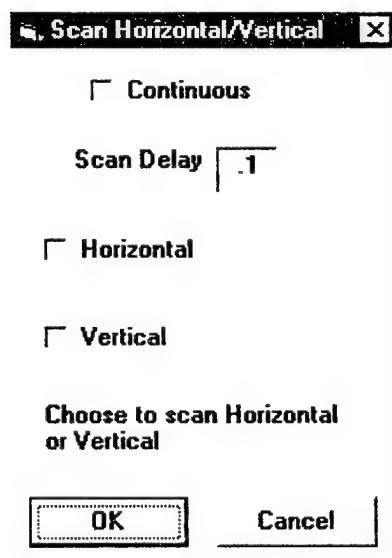 Scan Horizontal/Vertical
Continuous
Scan Delay .1
Horizontal
Vertical
Choose to scan Horizontal
or Vertical
OK Cancel